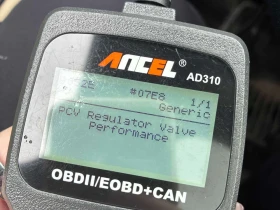 ANCEL
AD310
#07E8 1/1
Generic
PCV Regulator Valve
Performance
OBDII/EOBD+CAN